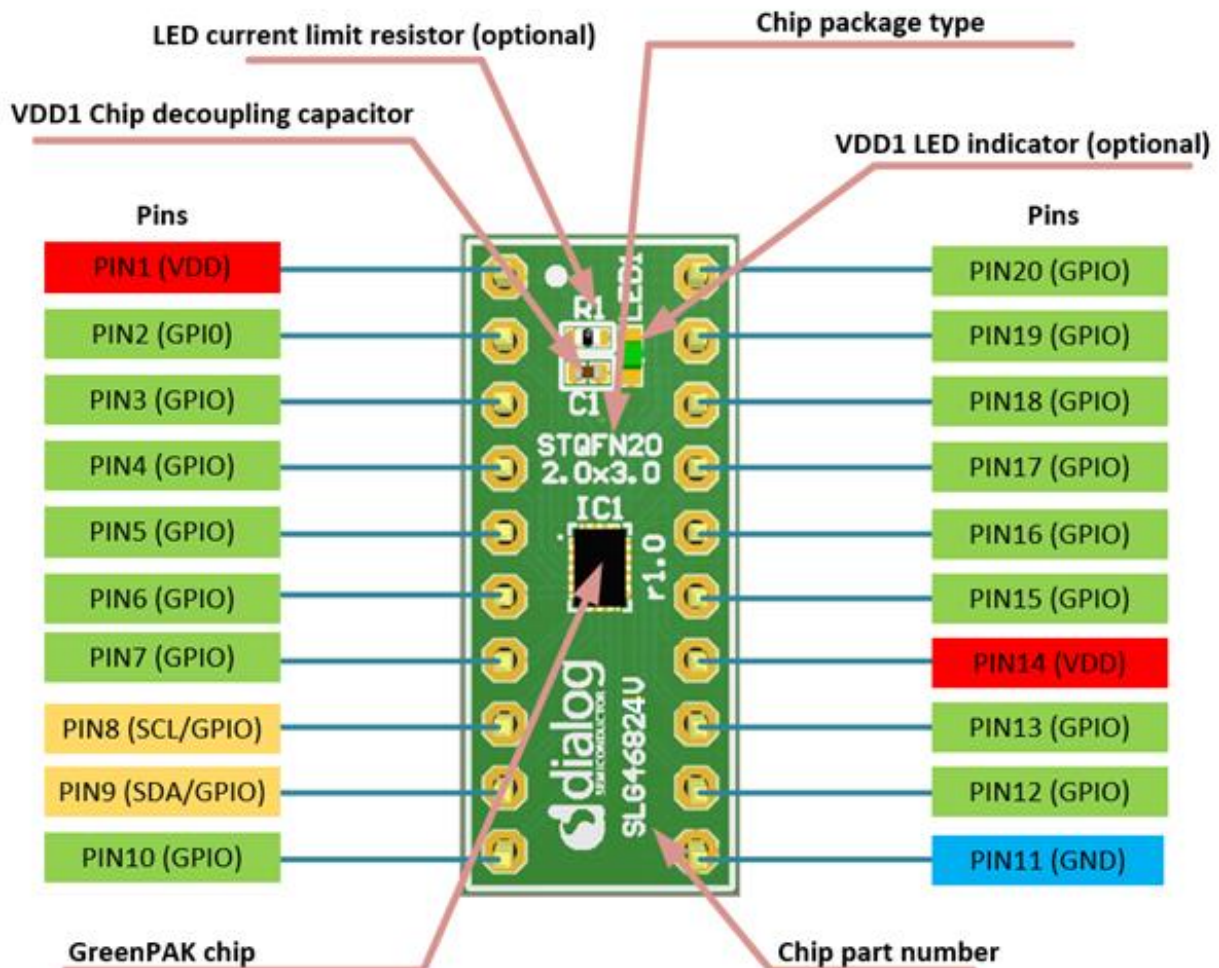 LED current limit resistor (optional)
Chip package type
VDD1 Chip decoupling capacitor
VDD1 LED indicator (optional)
Pins
Pins
PIN1 (VDD)
PIN2 (GPI0)
PIN3 (GPIO)
PIN4 (GPIO)
PIN5 (GPIO)
PIN6 (GPIO)
PIN7 (GPIO)
PIN8 (SCL/GPIO)
PIN9 (SDA/GPIO)
PIN10 (GPIO)
LED1
R1
C1
STQFN20
2.0x3.0
IC1
r1.0
dialog
SEMICONDUCTOR
SLG46824V
PIN20 (GPIO)
PIN19 (GPIO)
PIN18 (GPIO)
PIN17 (GPIO)
PIN16 (GPIO)
PIN15 (GPIO)
PIN14 (VDD)
PIN13 (GPIO)
PIN12 (GPIO)
PIN11 (GND)
GreenPAK chip
Chip part number